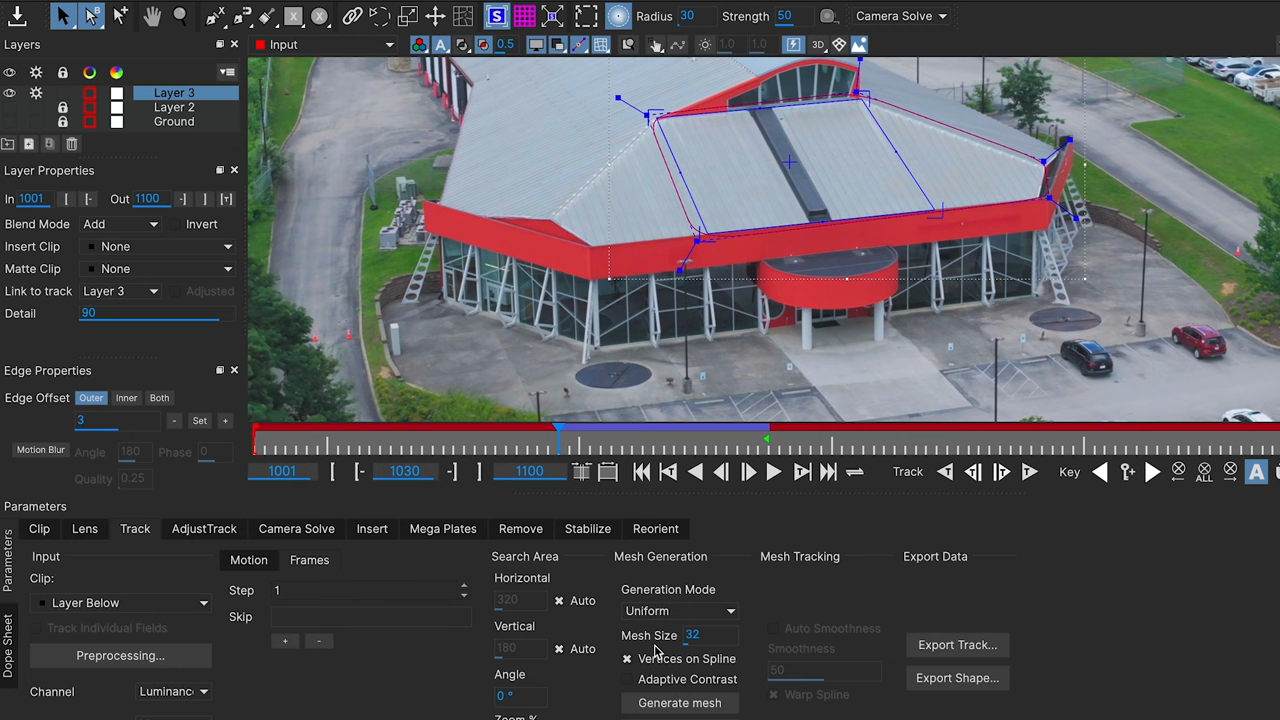 Radius 30 Strength 50 Camera Solve
Layers
Input
0.5
1.0 1.0
3D
Layer 3
Layer 2
Ground
Layer Properties
In 1001 Out 1100
Blend Mode Add Invert
Insert Clip None
Matte Clip None
Link to track Layer 3 Adjusted
Detail 90
Edge Properties
Edge Offset Outer Inner Both
3 - Set +
Motion Blur Angle 180 Phase 0
Quality 0.25
1001 1030 1100 Track Key ALL A
Parameters
Clip Lens Track AdjustTrack Camera Solve Insert Mega Plates Remove Stabilize Reorient
Parameters
Dope Sheet
Input
Clip:
Layer Below
Track Individual Fields
Preprocessing...
Channel Luminanc
Motion Frames
Step 1
Skip
+ -
Search Area
Horizontal
320 Auto
Vertical
180 Auto
Angle
0 °
Zoom %
Mesh Generation
Generation Mode
Uniform
Mesh Size 32
Vertices on Spline
Adaptive Contrast
Generate mesh
Mesh Tracking
Auto Smoothness
Smoothness
50
Warp Spline
Export Data
Export Track...
Export Shape...